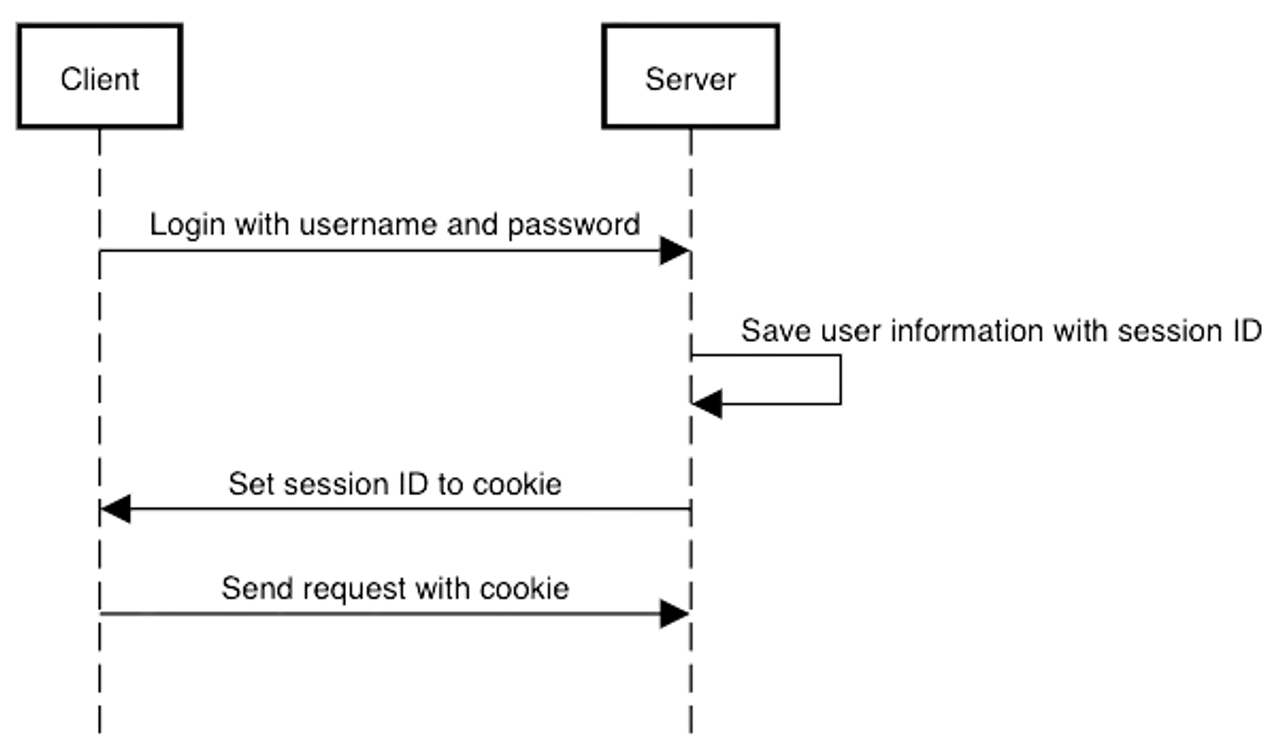 Client
Server
Login with username and password
Save user information with session ID
Set session ID to cookie
Send request with cookie